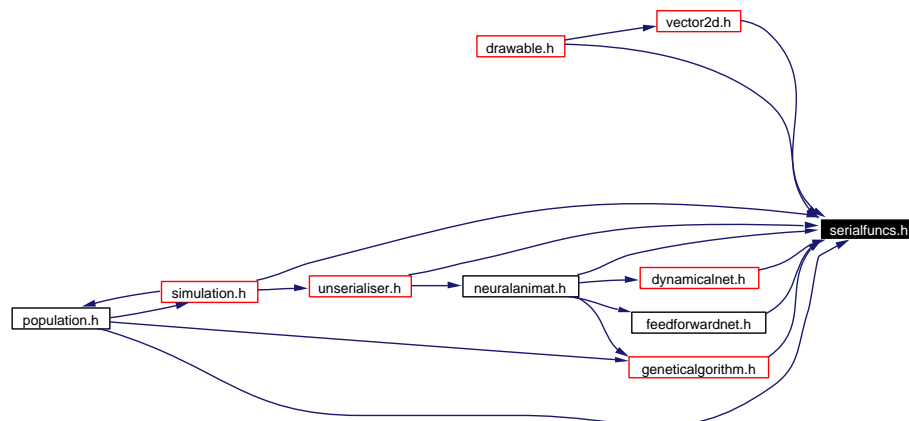 vector2d.h
drawable.h
serialfuncs.h
simulation.h
unserialiser.h
neuralanimat.h
dynamicalnet.h
population.h
feedforwardnet.h
geneticalgorithm.h